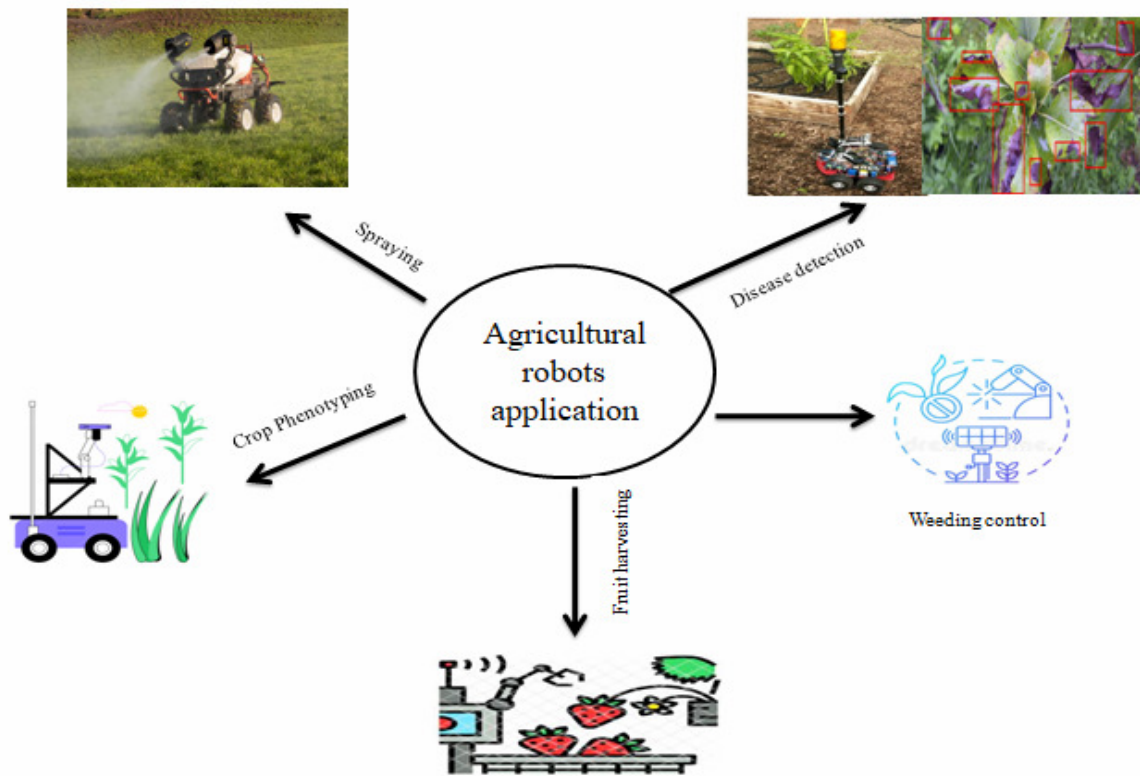 Spraying
Disease detection
Agricultural
robots
application
Crop Phenotyping
Weeding control
Fruit harvesting